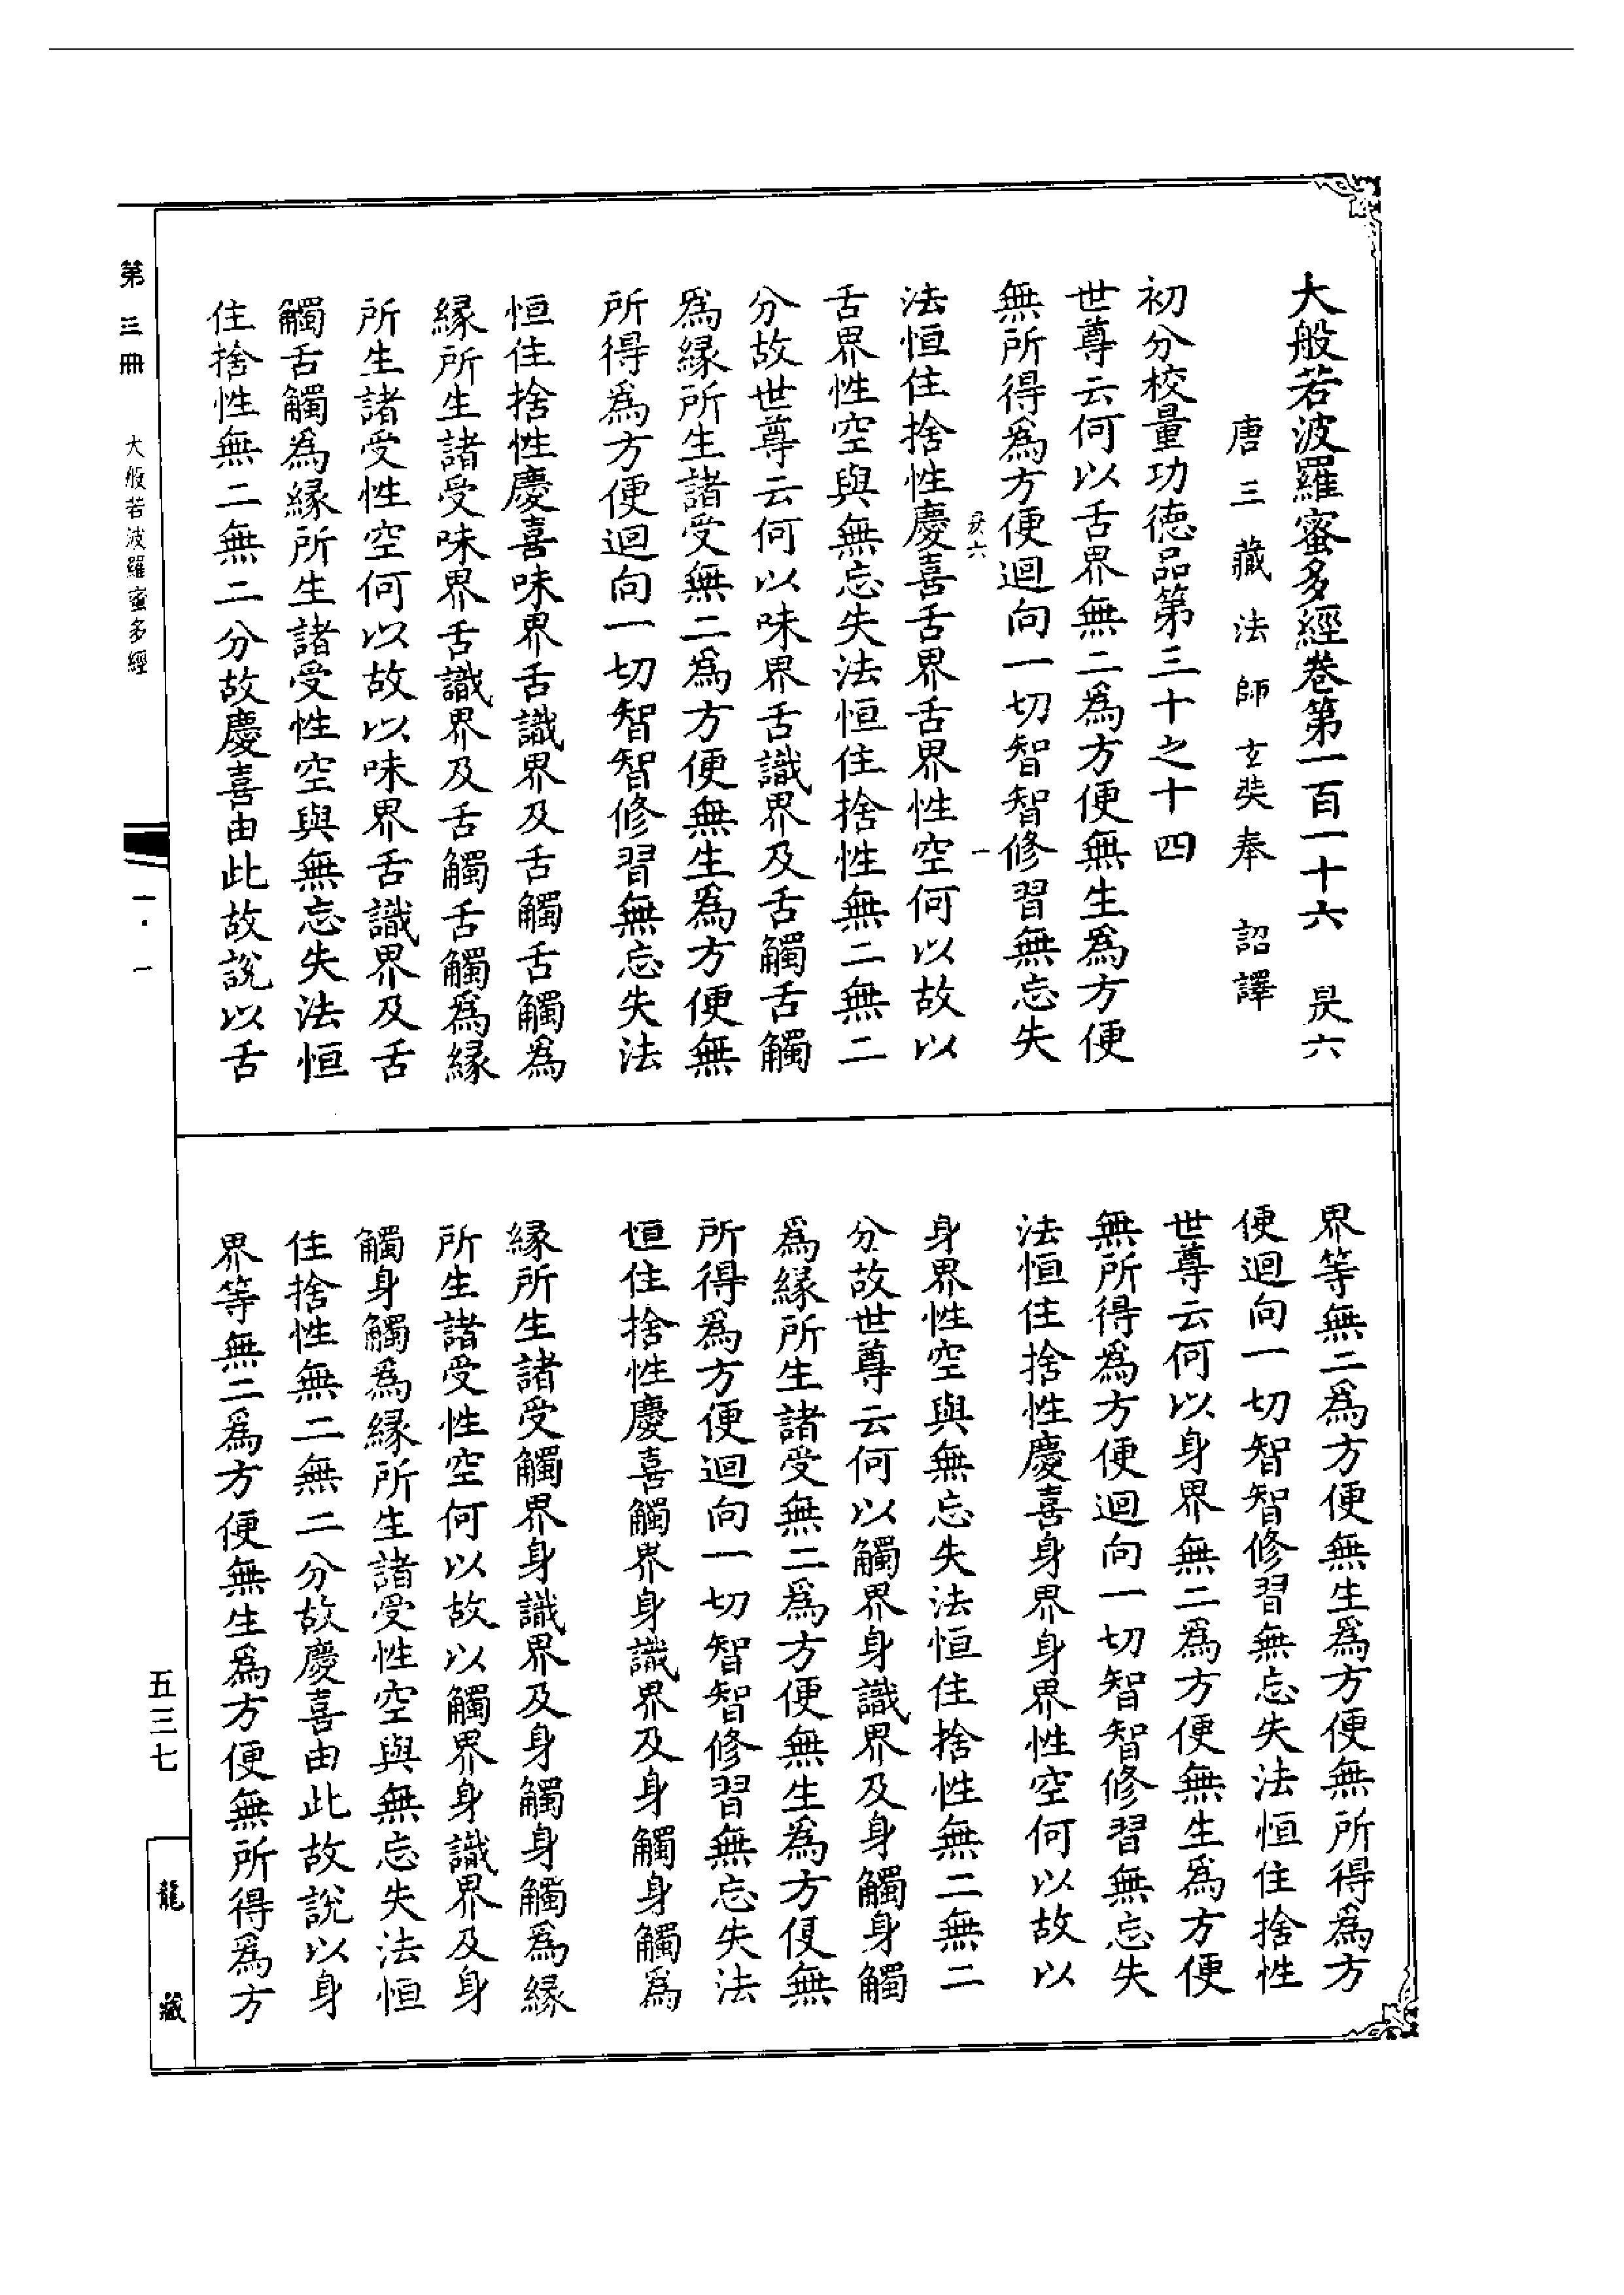 大般若波羅蜜多經卷第一百一十六 昃六
唐三藏法師玄奘奉 詔譯
初分校量功德品第三十之十四
世尊云何以舌界無二爲方便無生爲方便
無所得爲方便迴向一切智智修習無忘失
昃六 一
法恒住捨性慶喜舌界舌界性空何以故以
舌界性空與無忘失法恒住捨性無二無二
分故世尊云何以味界舌識界及舌觸舌觸
爲緣所生諸受無二爲方便無生爲方便無
所得爲方便迴向一切智智修習無忘失法
恒住捨性慶喜味界舌識界及舌觸舌觸爲
緣所生諸受味界舌識界及舌觸舌觸爲緣
所生諸受性空何以故以味界舌識界及舌
觸舌觸爲緣所生諸受性空與無忘失法恒
住捨性無二無二分故慶喜由此故說以舌
界等無二爲方便無生爲方便無所得爲方
便迴向一切智智修習無忘失法恒住捨性
世尊云何以身界無二爲方便無生爲方便
無所得爲方便迴向一切智智修習無忘失
法恒住捨性慶喜身界身界性空何以故以
身界性空與無忘失法恒住捨性無二無二
分故世尊云何以觸界身識界及身觸身觸
爲緣所生諸受無二爲方便無生爲方便無
所得爲方便迴向一切智智修習無忘失法
恒住捨性慶喜觸界身識界及身觸身觸爲
緣所生諸受觸界身識界及身觸身觸爲緣
所生諸受性空何以故以觸界身識界及身
觸身觸爲緣所生諸受性空與無忘失法恒
住捨性無二無二分故慶喜由此故說以身
界等無二爲方便無生爲方便無所得爲方
第三冊 大般若波羅蜜多經 一·一
五三七
龍藏